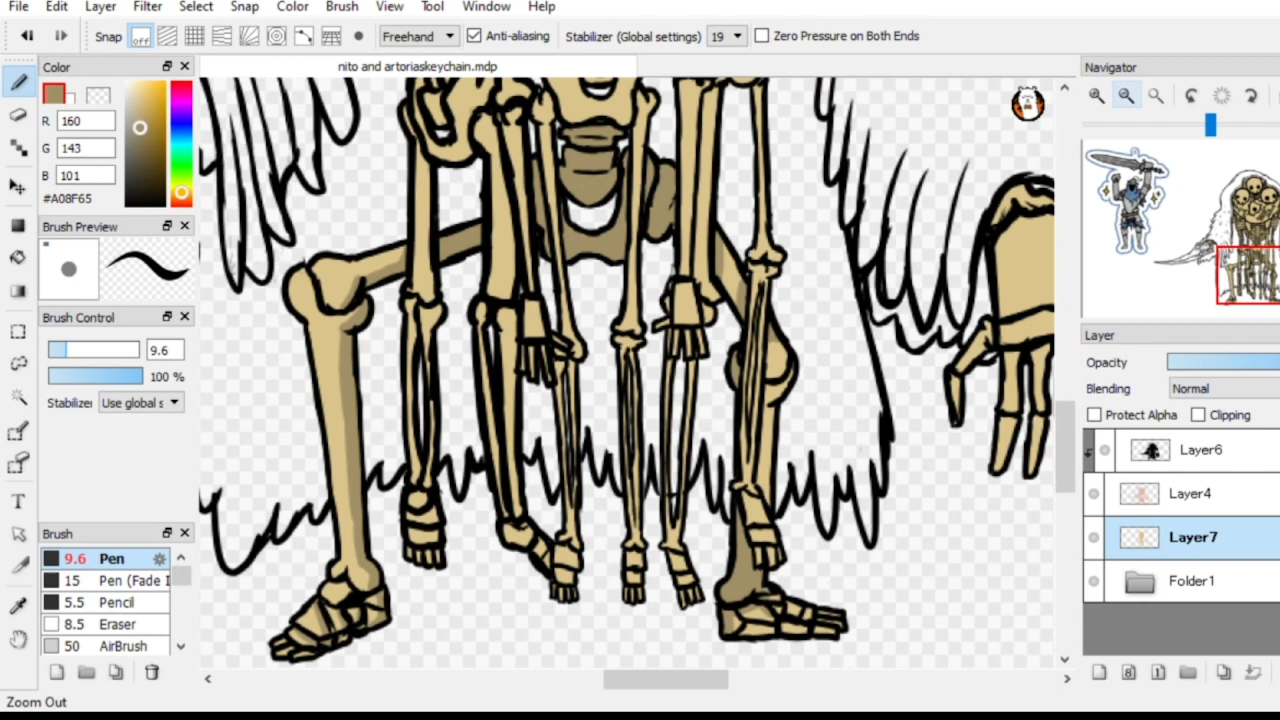 File Edit Layer Filter Select Snap Color Brush View Tool Window Help
Snap off Freehand Anti-aliasing Stabilizer (Global settings) 19 Zero Pressure on Both Ends
Color
nito and artoriaskeychain.mdp
Navigator
R 160
G 143
B 101
#A08F65
Brush Preview
Brush Control
9.6
100 %
Stabilizer Use global s
Brush
9.6 Pen
15 Pen (Fade I
5.5 Pencil
8.5 Eraser
50 AirBrush
Layer
Opacity
Blending Normal
Protect Alpha Clipping
Layer6
Layer4
Layer7
Folder1
T
8 1
Zoom Out